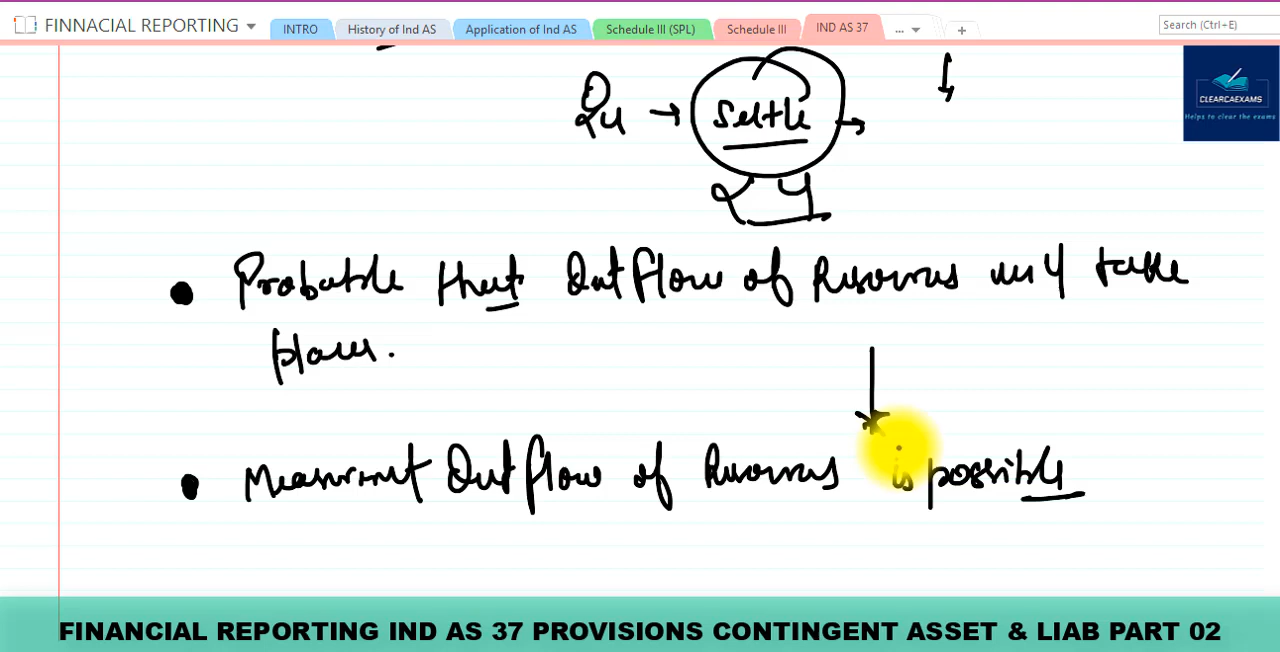 FINNACIAL REPORTING
INTRO
History of Ind AS
Application of Ind AS
Schedule III (SPL)
Schedule III
IND AS 37
...
Search (Ctrl+E)
CLEARCAEXAMS
Helps to clear the exams
Settle
Probable that Outflow of Resources will take
place.
Measurment Outflow of Resources is possible
FINANCIAL REPORTING IND AS 37 PROVISIONS CONTINGENT ASSET & LIAB PART 02